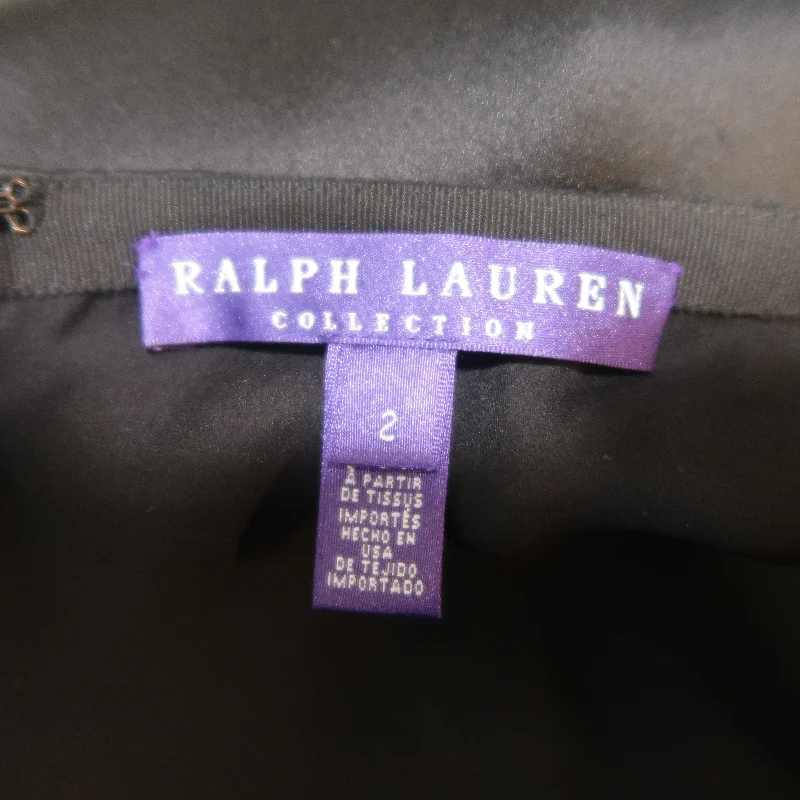 RALPH LAUREN
COLLECTION
2
À PARTIR
DE TISSUS
IMPORTÉS
HECHO EN
USA
DE TEJIDO
IMPORTADO